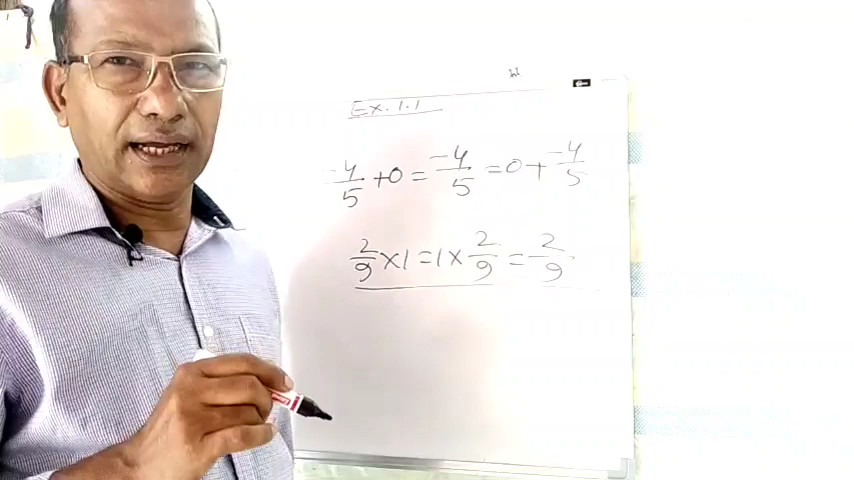 Ex. 1.1
-4/5 + 0 = -4/5 = 0 + -4/5
2/9 × 1 = 1 × 2/9 = 2/9